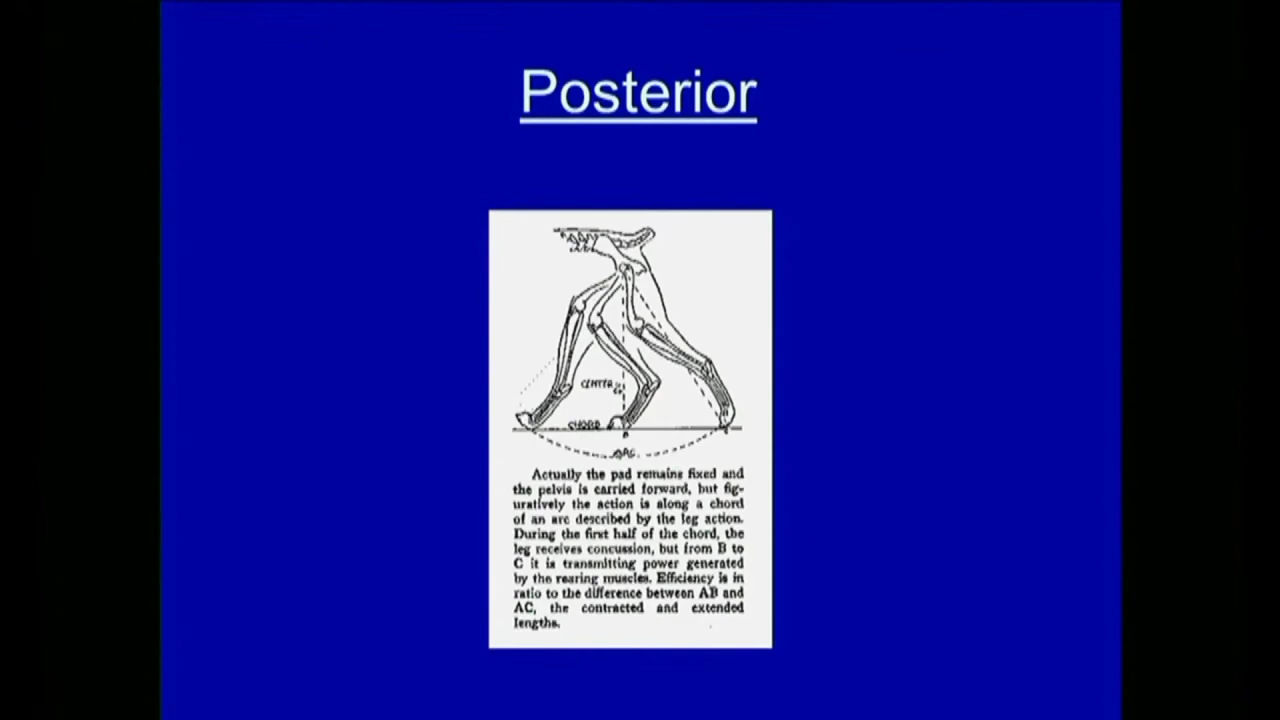 Posterior
CENTER
CHORD
ARC
B
Actually the pad remains fixed and
the pelvis is carried forward, but fig-
uratively the action is along a chord
of an arc described by the leg action.
During the first half of the chord, the
leg receives concussion, but from B to
C it is transmitting power generated
by the rearing muscles. Efficiency is in
ratio to the difference between AB and
AC, the contracted and extended
lengths.